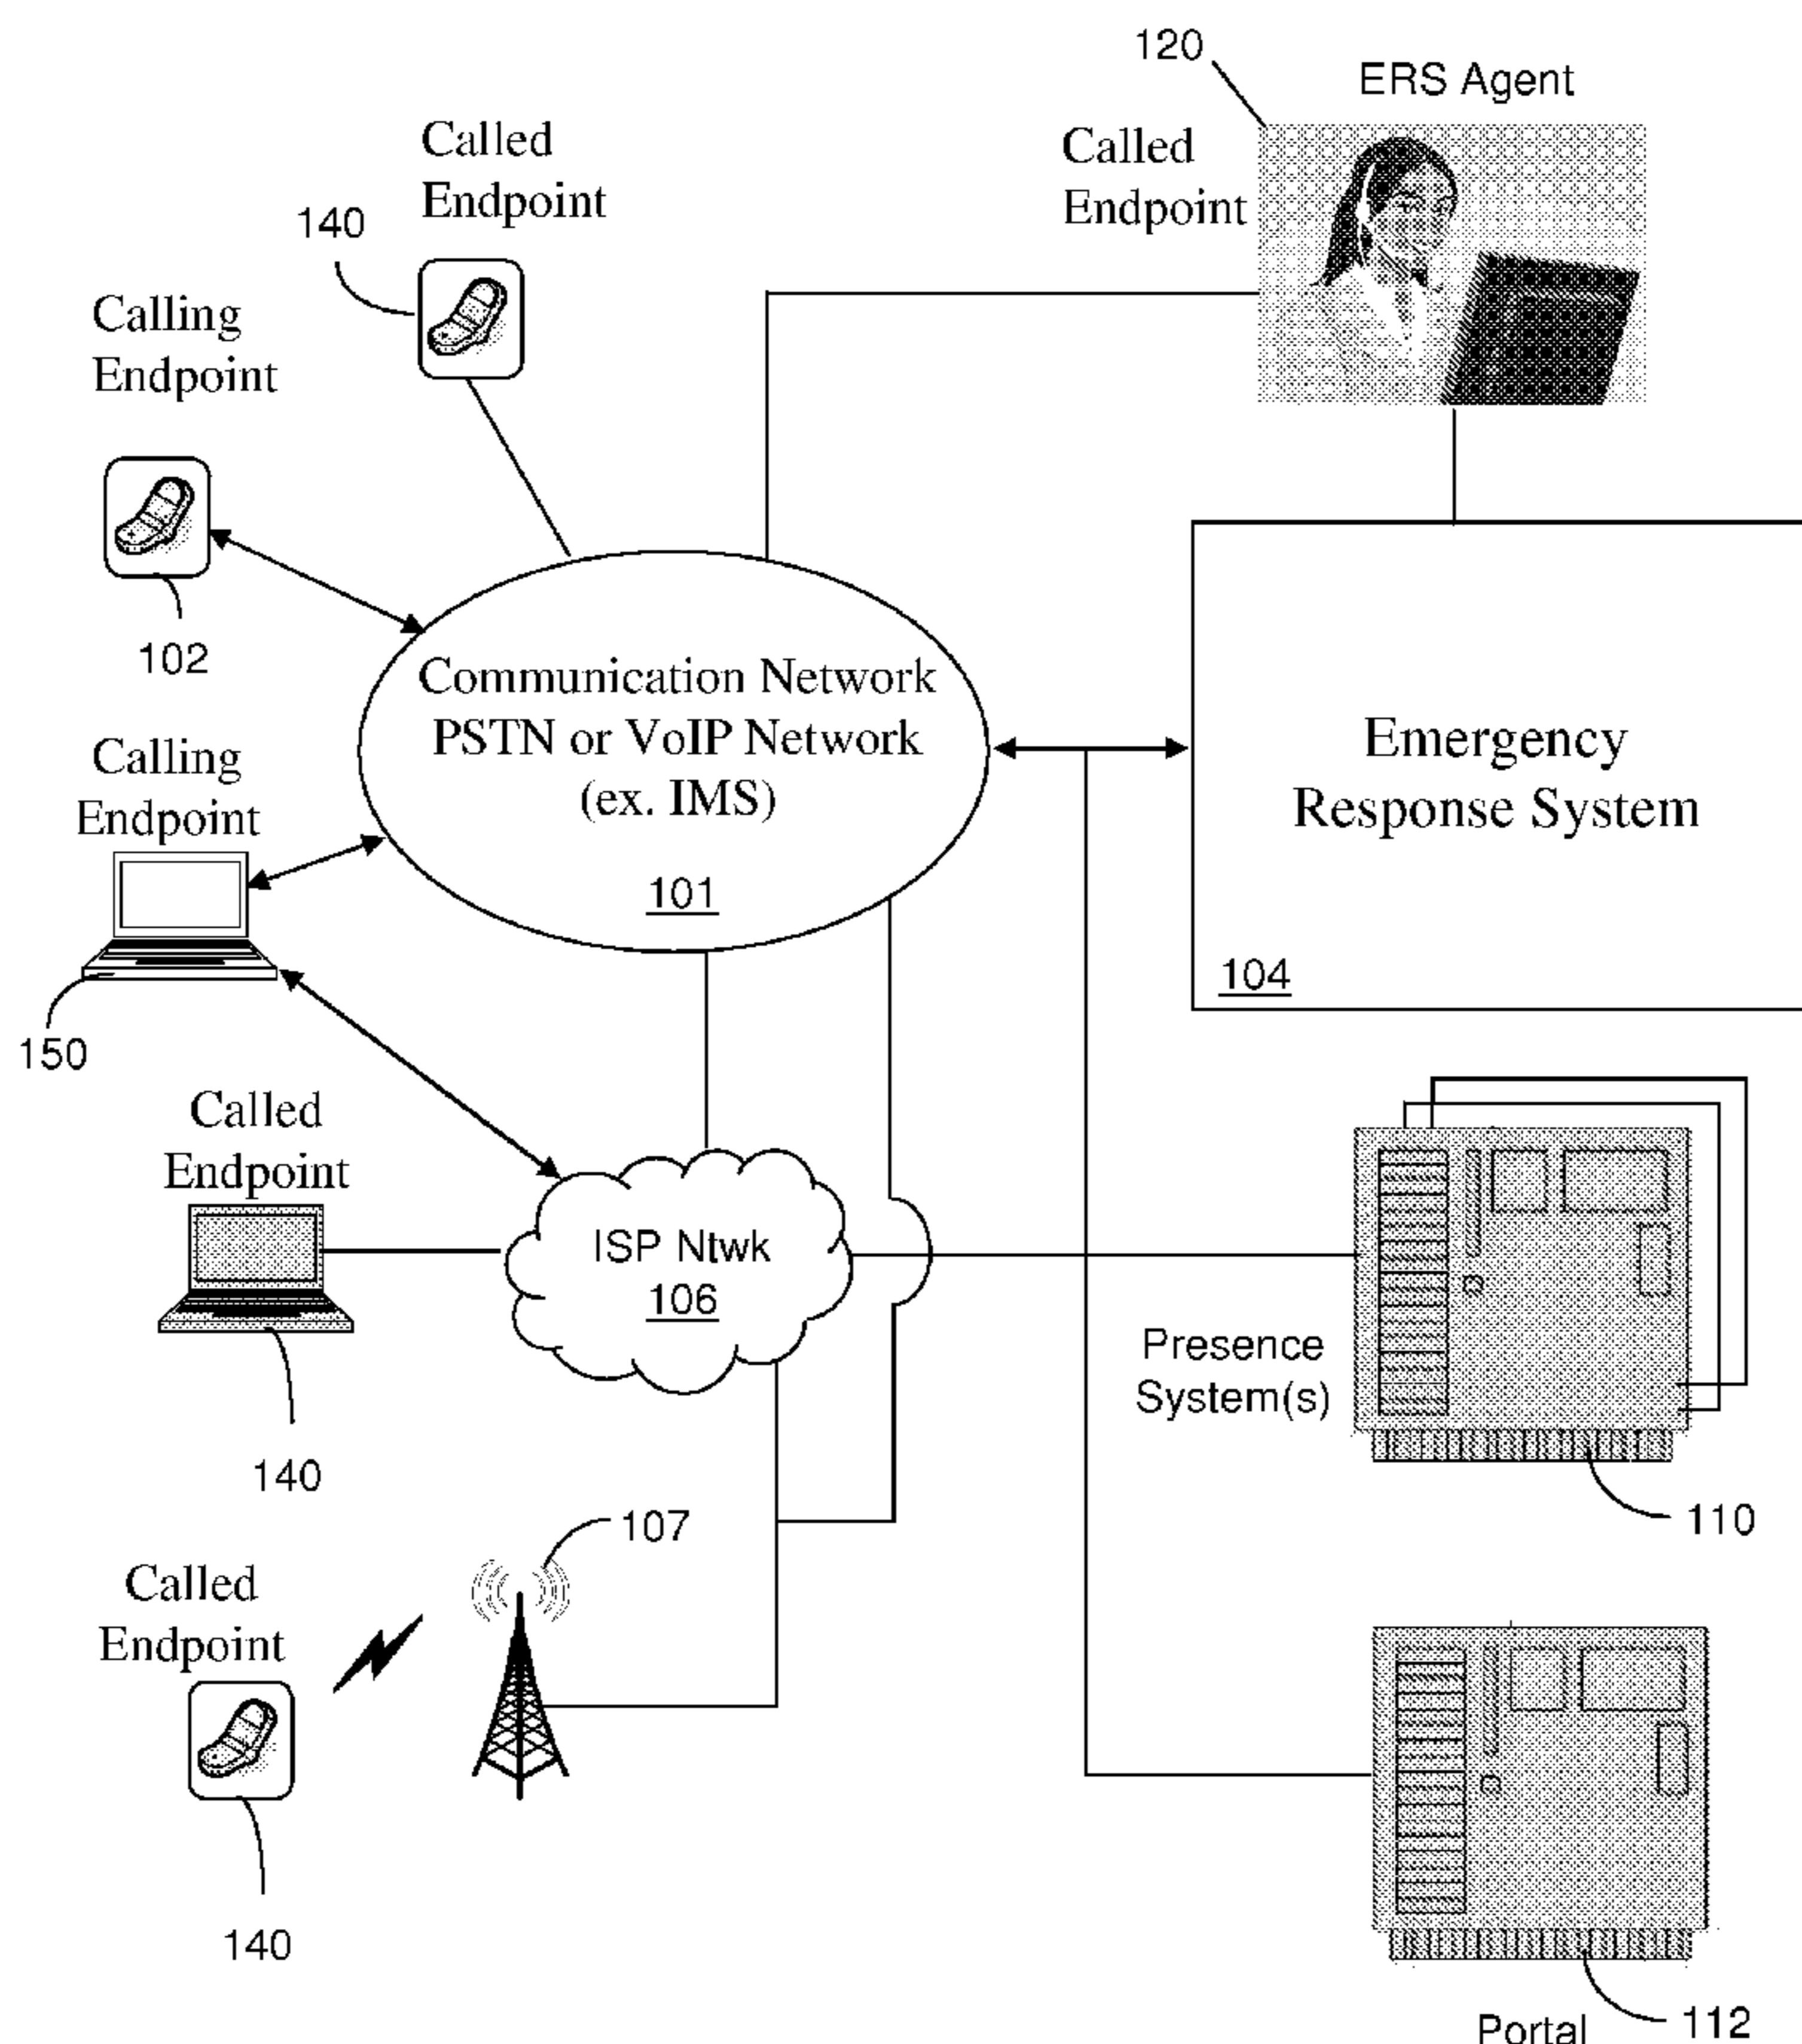 120
ERS Agent
Called
Endpoint
Called
Endpoint
140
Calling
Endpoint
102
Communication Network
PSTN or VoIP Network
(ex. IMS)
101
Emergency
Response System
104
Calling
Endpoint
150
Called
Endpoint
140
ISP Ntwk
106
Presence
System(s)
110
107
Called
Endpoint
140
Portal
112